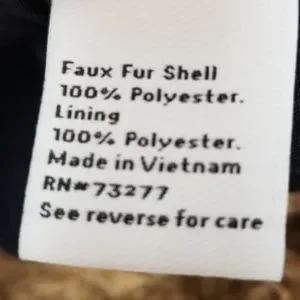 Faux Fur Shell
100% Polyester.
Lining
100% Polyester.
Made in Vietnam
RN#73277
See reverse for care